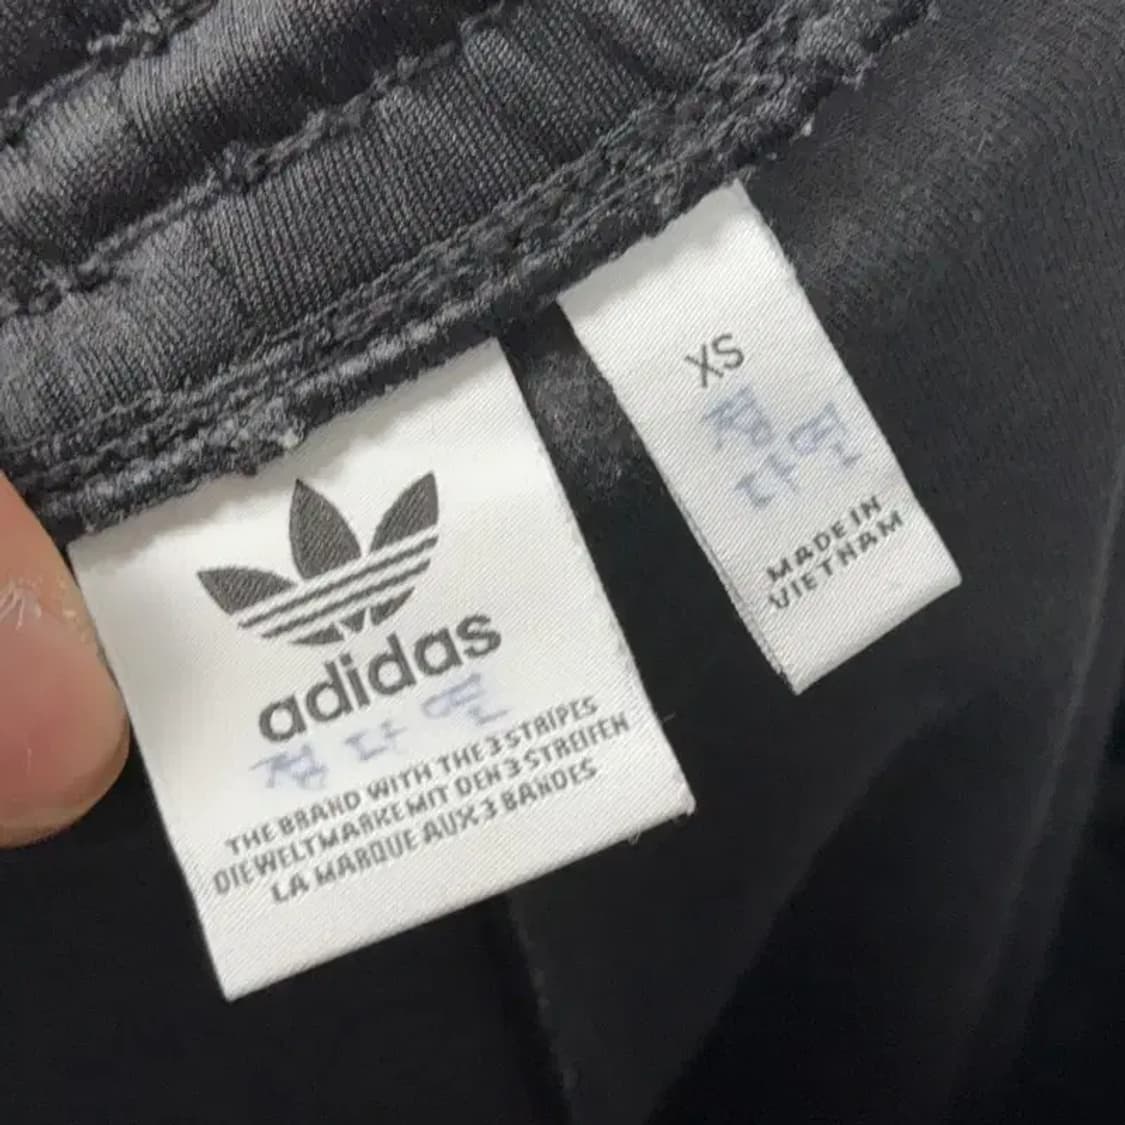 adidas
THE BRAND WITH THE 3 STRIPES
DIE WELTMARKE MIT DEN 3 STREIFEN
LA MARQUE AUX 3 BANDES
XS
MADE IN
VIETNAM